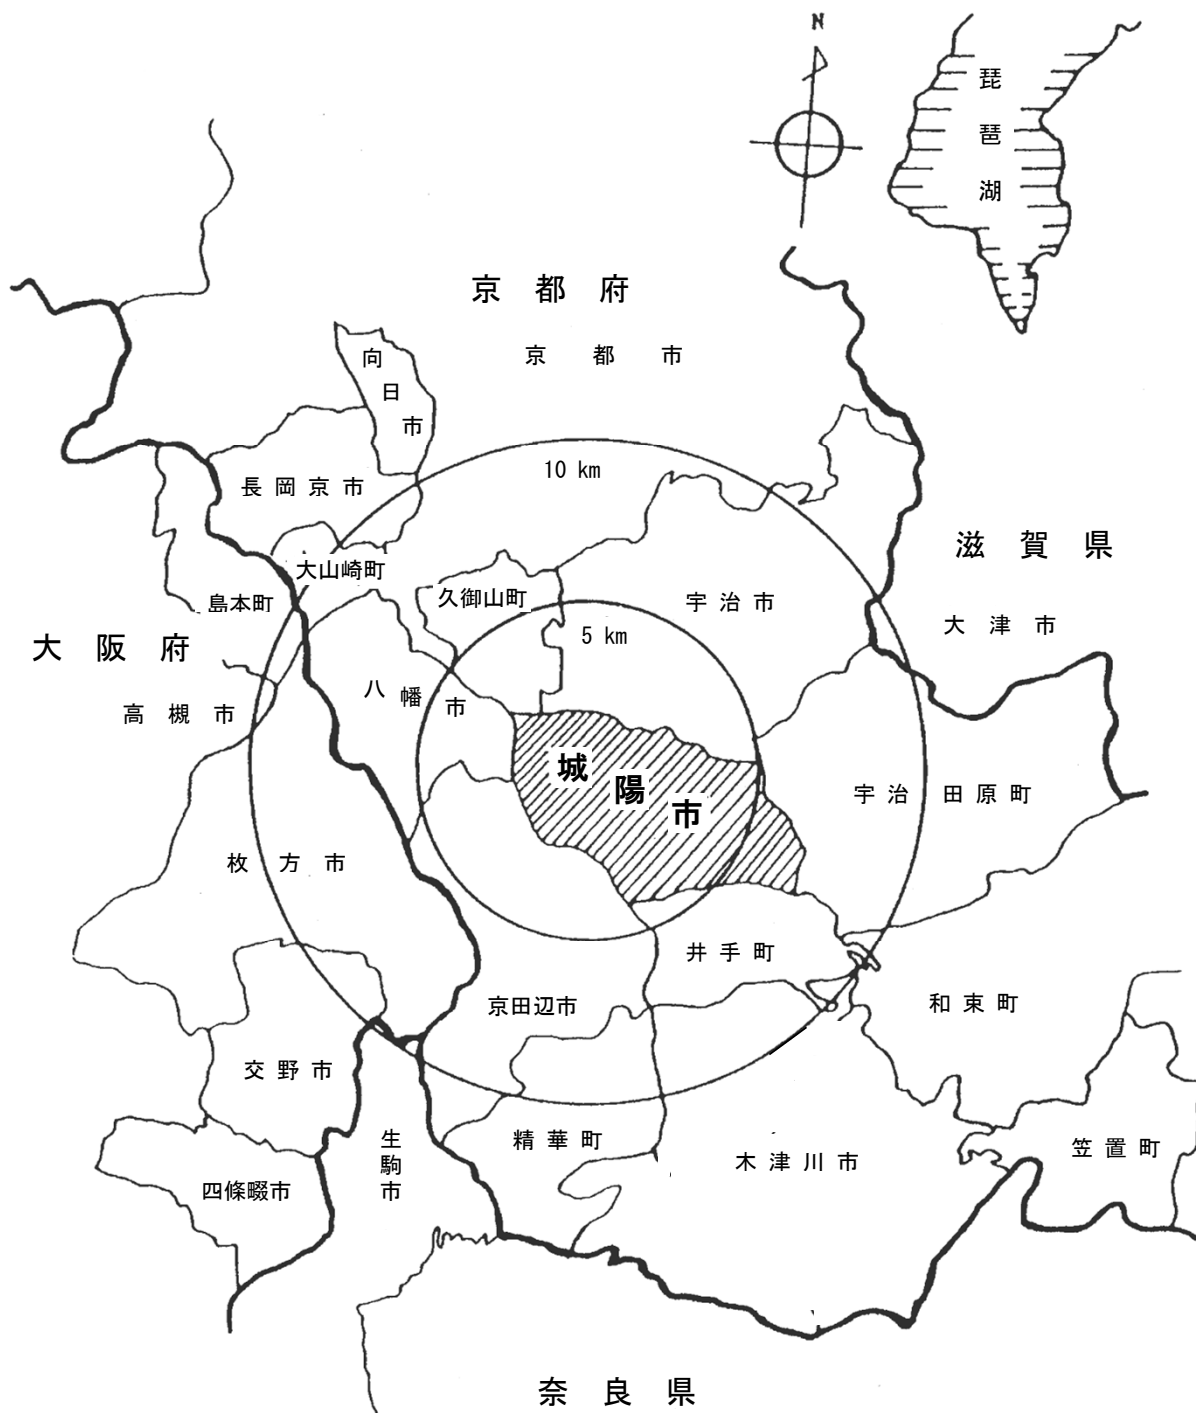 N
琵琶湖
京都府
京都市
向日市
10 km
長岡京市
滋賀県
大山崎町
久御山町
宇治市
島本町
大津市
5 km
大阪府
八幡市
高槻市
城陽市
宇治田原町
枚方市
井手町
京田辺市
和束町
交野市
精華町
生駒市
木津川市
笠置町
四條畷市
奈良県